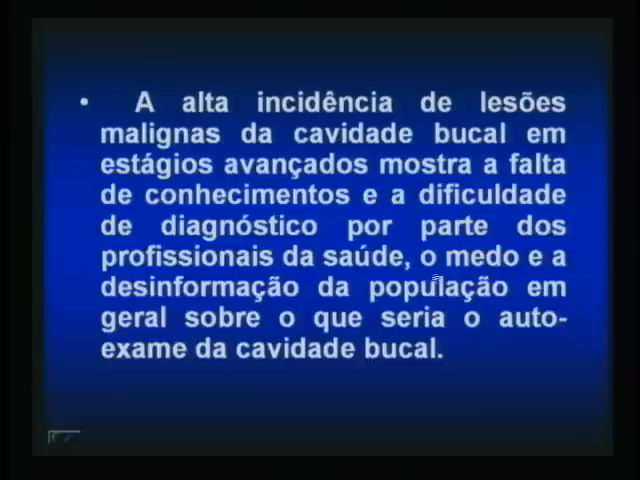 • A alta incidência de lesões
malignas da cavidade bucal em
estágios avançados mostra a falta
de conhecimentos e a dificuldade
de diagnóstico por parte dos
profissionais da saúde, o medo e a
desinformação da população em
geral sobre o que seria o auto-
exame da cavidade bucal.